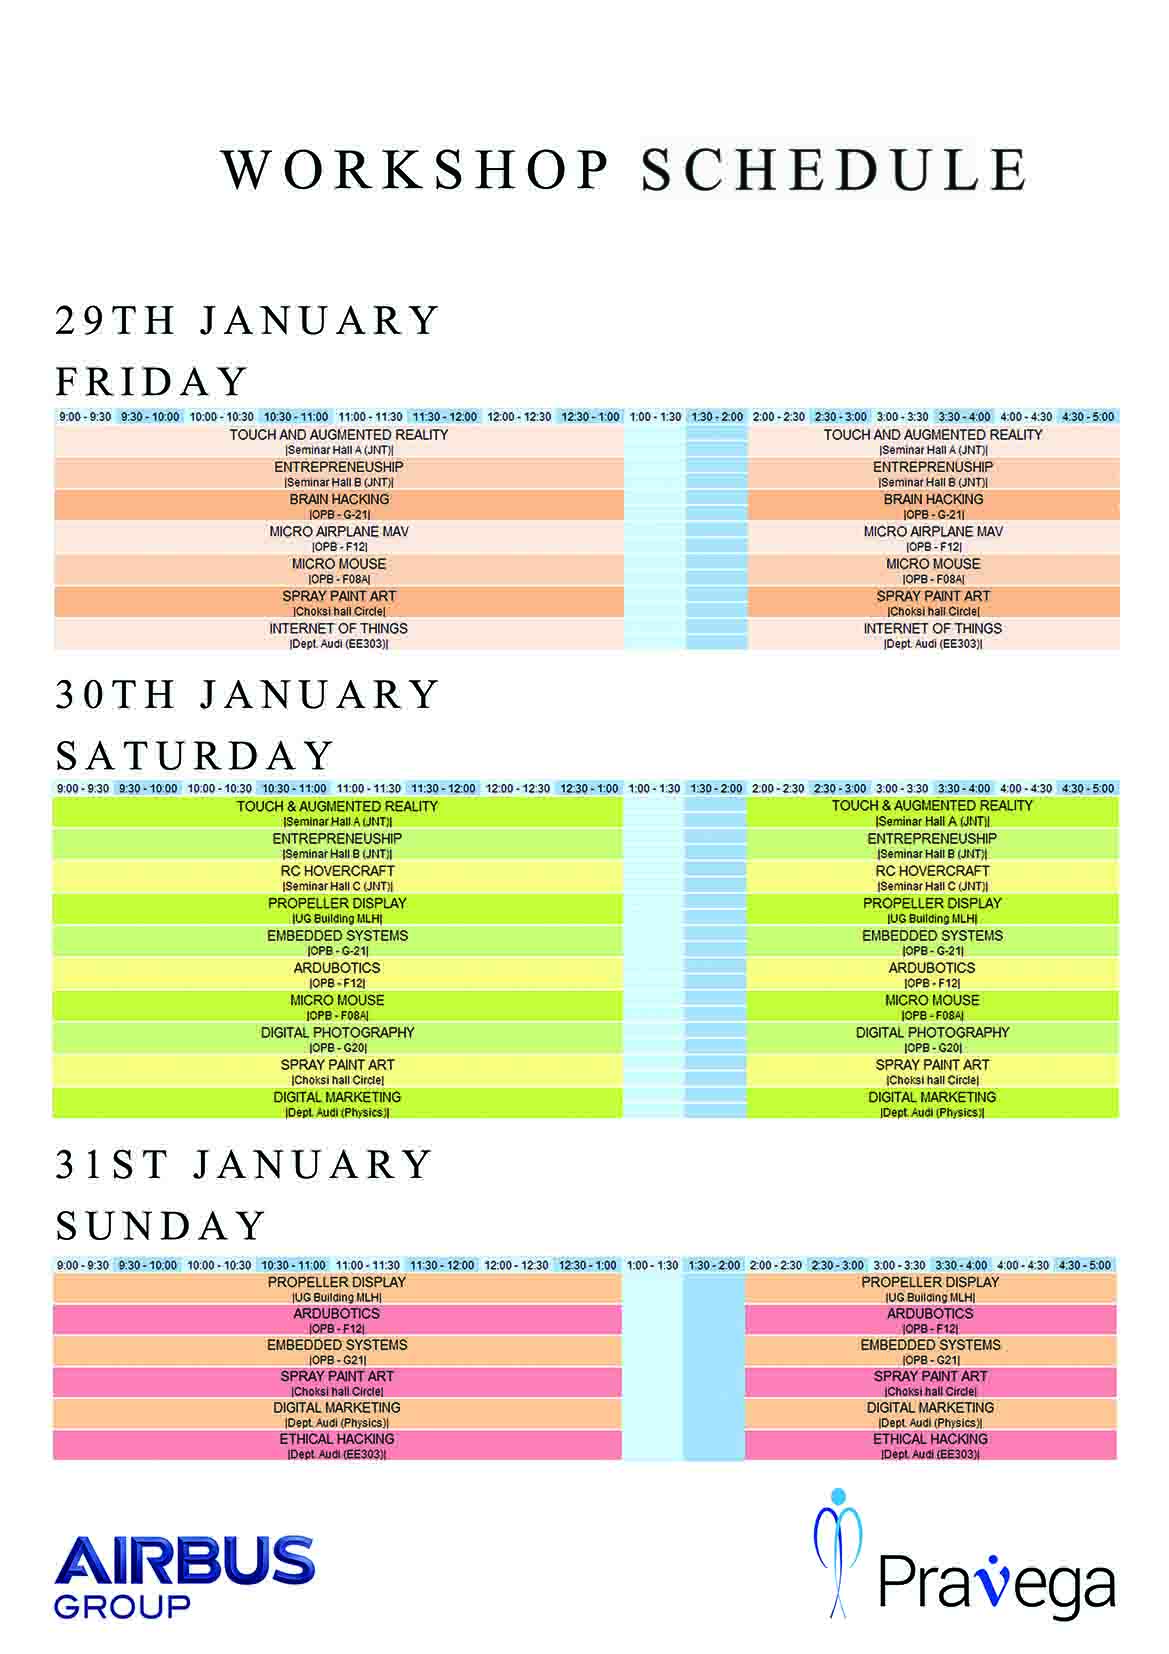 WORKSHOP SCHEDULE
29TH JANUARY
FRIDAY
9:00 - 9:30 9:30 - 10:00 10:00 - 10:30 10:30 - 11:00 11:00 - 11:30 11:30 - 12:00 12:00 - 12:30 12:30 - 1:00 1:00 - 1:30 1:30 - 2:00 2:00 - 2:30 2:30 - 3:00 3:00 - 3:30 3:30 - 4:00 4:00 - 4:30 4:30 - 5:00
TOUCH AND AUGMENTED REALITY TOUCH AND AUGMENTED REALITY
|Seminar Hall A (JNT)| |Seminar Hall A (JNT)|
ENTREPRENEUSHIP ENTREPRENUSHIP
|Seminar Hall B (JNT)| |Seminar Hall B (JNT)|
BRAIN HACKING BRAIN HACKING
|OPB - G-21| |OPB - G-21|
MICRO AIRPLANE MAV MICRO AIRPLANE MAV
|OPB - F12| |OPB - F12|
MICRO MOUSE MICRO MOUSE
|OPB - F08A| |OPB - F08A|
SPRAY PAINT ART SPRAY PAINT ART
|Choksi hall Circle| |Choksi hall Circle|
INTERNET OF THINGS INTERNET OF THINGS
|Dept. Audi (EE303)| |Dept. Audi (EE303)|
30TH JANUARY
SATURDAY
9:00 - 9:30 9:30 - 10:00 10:00 - 10:30 10:30 - 11:00 11:00 - 11:30 11:30 - 12:00 12:00 - 12:30 12:30 - 1:00 1:00 - 1:30 1:30 - 2:00 2:00 - 2:30 2:30 - 3:00 3:00 - 3:30 3:30 - 4:00 4:00 - 4:30 4:30 - 5:00
TOUCH & AUGMENTED REALITY TOUCH & AUGMENTED REALITY
|Seminar Hall A (JNT)| |Seminar Hall A (JNT)|
ENTREPRENEUSHIP ENTREPRENEUSHIP
|Seminar Hall B (JNT)| |Seminar Hall B (JNT)|
RC HOVERCRAFT RC HOVERCRAFT
|Seminar Hall C (JNT)| |Seminar Hall C (JNT)|
PROPELLER DISPLAY PROPELLER DISPLAY
|UG Building MLH| |UG Building MLH|
EMBEDDED SYSTEMS EMBEDDED SYSTEMS
|OPB - G-21| |OPB - G-21|
ARDUBOTICS ARDUBOTICS
|OPB - F12| |OPB - F12|
MICRO MOUSE MICRO MOUSE
|OPB - F08A| |OPB - F08A|
DIGITAL PHOTOGRAPHY DIGITAL PHOTOGRAPHY
|OPB - G20| |OPB - G20|
SPRAY PAINT ART SPRAY PAINT ART
|Choksi hall Circle| |Choksi hall Circle|
DIGITAL MARKETING DIGITAL MARKETING
|Dept. Audi (Physics)| |Dept. Audi (Physics)|
31ST JANUARY
SUNDAY
9:00 - 9:30 9:30 - 10:00 10:00 - 10:30 10:30 - 11:00 11:00 - 11:30 11:30 - 12:00 12:00 - 12:30 12:30 - 1:00 1:00 - 1:30 1:30 - 2:00 2:00 - 2:30 2:30 - 3:00 3:00 - 3:30 3:30 - 4:00 4:00 - 4:30 4:30 - 5:00
PROPELLER DISPLAY PROPELLER DISPLAY
|UG Building MLH| |UG Building MLH|
ARDUBOTICS ARDUBOTICS
|OPB - F12| |OPB - F12|
EMBEDDED SYSTEMS EMBEDDED SYSTEMS
|OPB - G21| |OPB - G21|
SPRAY PAINT ART SPRAY PAINT ART
|Choksi hall Circle| |Choksi hall Circle|
DIGITAL MARKETING DIGITAL MARKETING
|Dept. Audi (Physics)| |Dept. Audi (Physics)|
ETHICAL HACKING ETHICAL HACKING
|Dept. Audi (EE303)| |Dept. Audi (EE303)|
AIRBUS
GROUP
Pravega